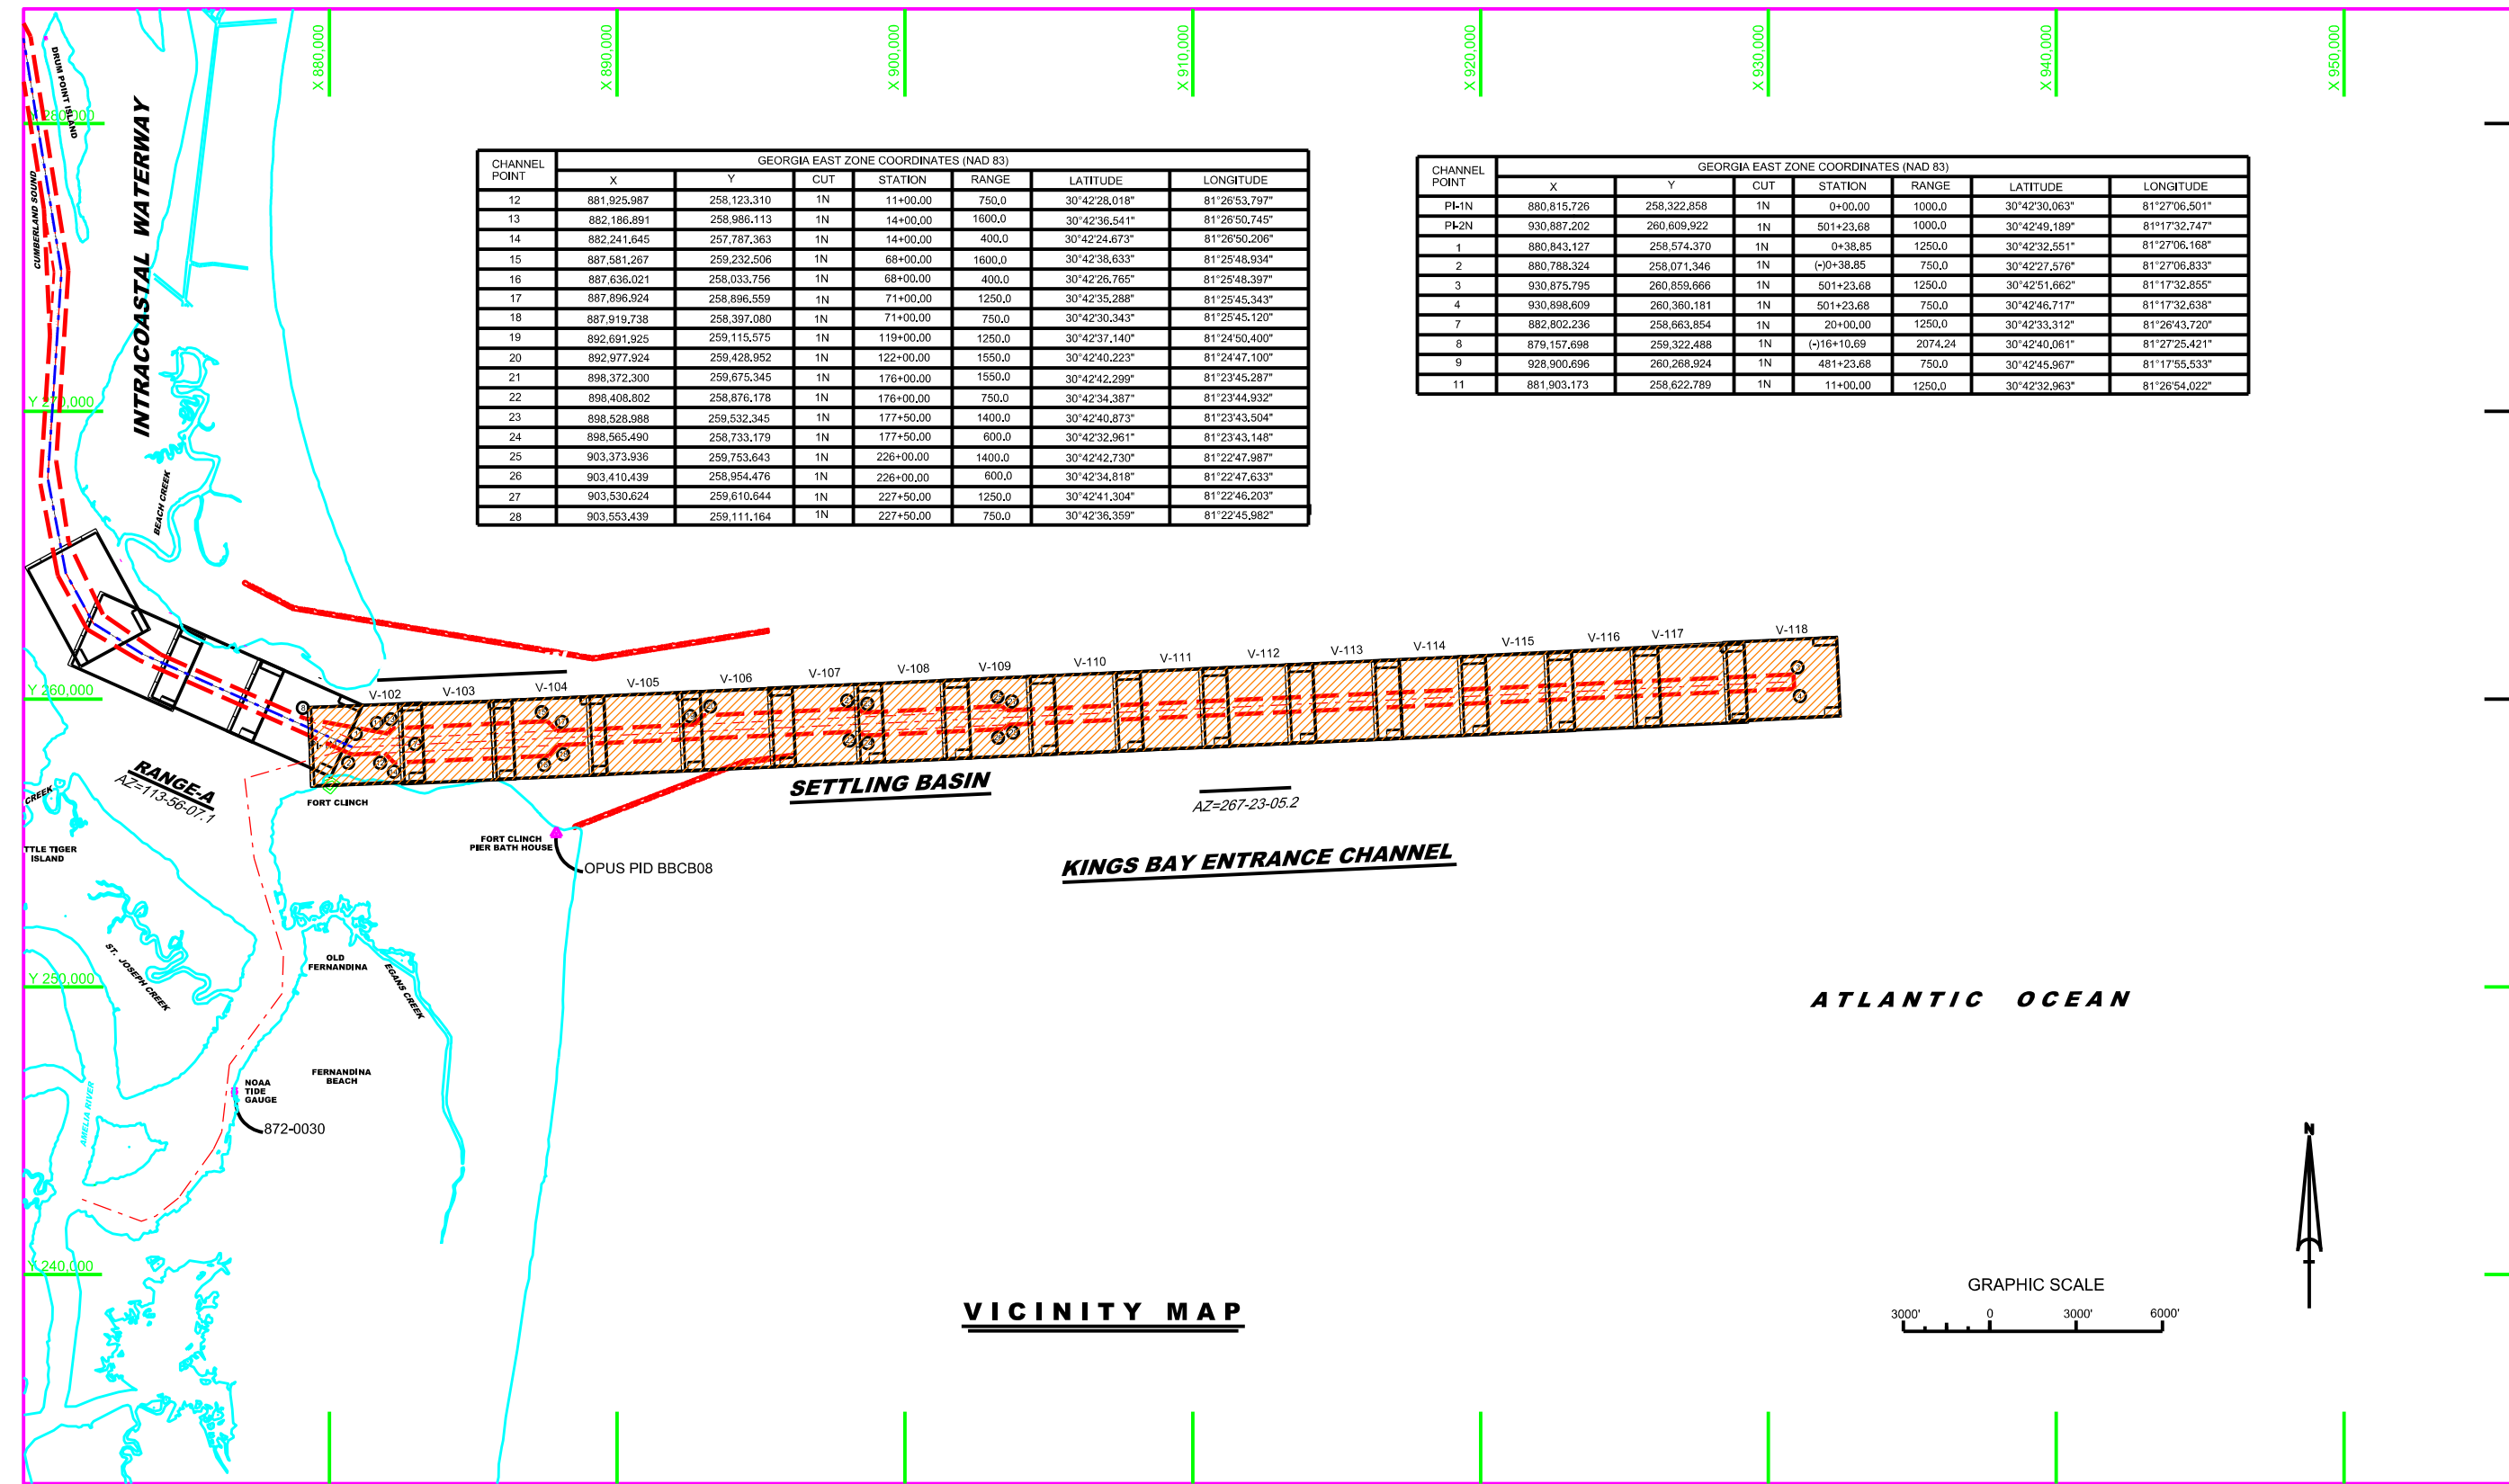 X 880,000
X 890,000
X 900,000
X 910,000
X 920,000
X 930,000
X 940,000
X 950,000
DRUM POINT ISLAND
Y 280,000
INTRACOASTAL WATERWAY
CUMBERLAND SOUND
CHANNEL POINT GEORGIA EAST ZONE COORDINATES (NAD 83)
X Y CUT STATION RANGE LATITUDE LONGITUDE
12 881,925.987 258,123.310 1N 11+00.00 750.0 30°42'28.018" 81°26'53.797"
13 882,186.891 258,986.113 1N 14+00.00 1600.0 30°42'36.541" 81°26'50.745"
14 882,241.645 257,787.363 1N 14+00.00 400.0 30°42'24.673" 81°26'50.206"
15 887,581.267 259,232.506 1N 68+00.00 1600.0 30°42'38.633" 81°25'48.934"
16 887,636.021 258,033.756 1N 68+00.00 400.0 30°42'26.765" 81°25'48.397"
17 887,896.924 258,896.559 1N 71+00.00 1250.0 30°42'35.288" 81°25'45.343"
18 887,919.738 258,397.080 1N 71+00.00 750.0 30°42'30.343" 81°25'45.120"
19 892,691.925 259,115.575 1N 119+00.00 1250.0 30°42'37.140" 81°24'50.400"
20 892,977.924 259,428.952 1N 122+00.00 1550.0 30°42'40.223" 81°24'47.100"
21 898,372.300 259,675.345 1N 176+00.00 1550.0 30°42'42.299" 81°23'45.287"
22 898,408.802 258,876.178 1N 176+00.00 750.0 30°42'34.387" 81°23'44.932"
23 898,528.988 259,532.345 1N 177+50.00 1400.0 30°42'40.873" 81°23'43.504"
24 898,565.490 258,733.179 1N 177+50.00 600.0 30°42'32.961" 81°23'43.148"
25 903,373.936 259,753.643 1N 226+00.00 1400.0 30°42'42.730" 81°22'47.987"
26 903,410.439 258,954.476 1N 226+00.00 600.0 30°42'34.818" 81°22'47.633"
27 903,530.624 259,610.644 1N 227+50.00 1250.0 30°42'41.304" 81°22'46.203"
28 903,553.439 259,111.164 1N 227+50.00 750.0 30°42'36.359" 81°22'45.982"
CHANNEL POINT GEORGIA EAST ZONE COORDINATES (NAD 83)
X Y CUT STATION RANGE LATITUDE LONGITUDE
PI-1N 880,815.726 258,322.858 1N 0+00.00 1000.0 30°42'30.063" 81°27'06.501"
PI-2N 930,887.202 260,609.922 1N 501+23.68 1000.0 30°42'49.189" 81°17'32.747"
1 880,843.127 258,574.370 1N 0+38.85 1250.0 30°42'32.551" 81°27'06.168"
2 880,788.324 258,071.346 1N (-)0+38.85 750.0 30°42'27.576" 81°27'06.833"
3 930,875.795 260,859.666 1N 501+23.68 1250.0 30°42'51.662" 81°17'32.855"
4 930,898.609 260,360.181 1N 501+23.68 750.0 30°42'46.717" 81°17'32.638"
7 882,802.236 258,663.854 1N 20+00.00 1250.0 30°42'33.312" 81°26'43.720"
8 879,157.698 259,322.488 1N (-)16+10.69 2074.24 30°42'40.061" 81°27'25.421"
9 928,900.696 260,268.924 1N 481+23.68 750.0 30°42'45.967" 81°17'55.533"
11 881,903.173 258,622.789 1N 11+00.00 1250.0 30°42'32.963" 81°26'54.022"
Y 270,000
BEACH CREEK
Y 260,000
V-102
V-103
V-104
V-105
V-106
V-107
V-108
V-109
V-110
V-111
V-112
V-113
V-114
V-115
V-116
V-117
V-118
8
3
4
RANGE-A
AZ=113-56-07.1
CREEK
FORT CLINCH
SETTLING BASIN
AZ=267-23-05.2
FORT CLINCH
PIER BATH HOUSE
OPUS PID BBCB08
KINGS BAY ENTRANCE CHANNEL
TTLE TIGER
ISLAND
ST. JOSEPH CREEK
OLD
FERNANDINA
EGANS CREEK
Y 250,000
ATLANTIC OCEAN
FERNANDINA
BEACH
NOAA
TIDE
GAUGE
872-0030
AMELIA RIVER
N
Y 240,000
VICINITY MAP
GRAPHIC SCALE
3000' 0 3000' 6000'